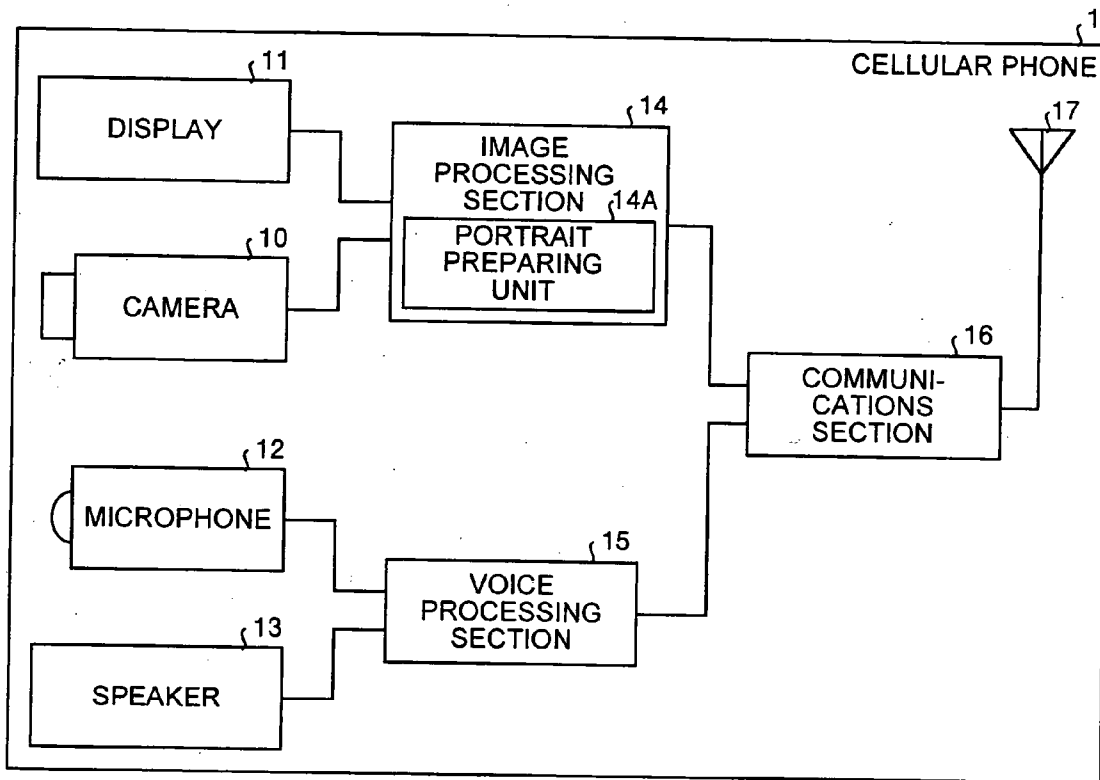 1
CELLULAR PHONE
11
DISPLAY
14
IMAGE
PROCESSING
SECTION
14A
PORTRAIT
PREPARING
UNIT
17
10
CAMERA
16
COMMUNI-
CATIONS
SECTION
12
MICROPHONE
15
VOICE
PROCESSING
SECTION
13
SPEAKER